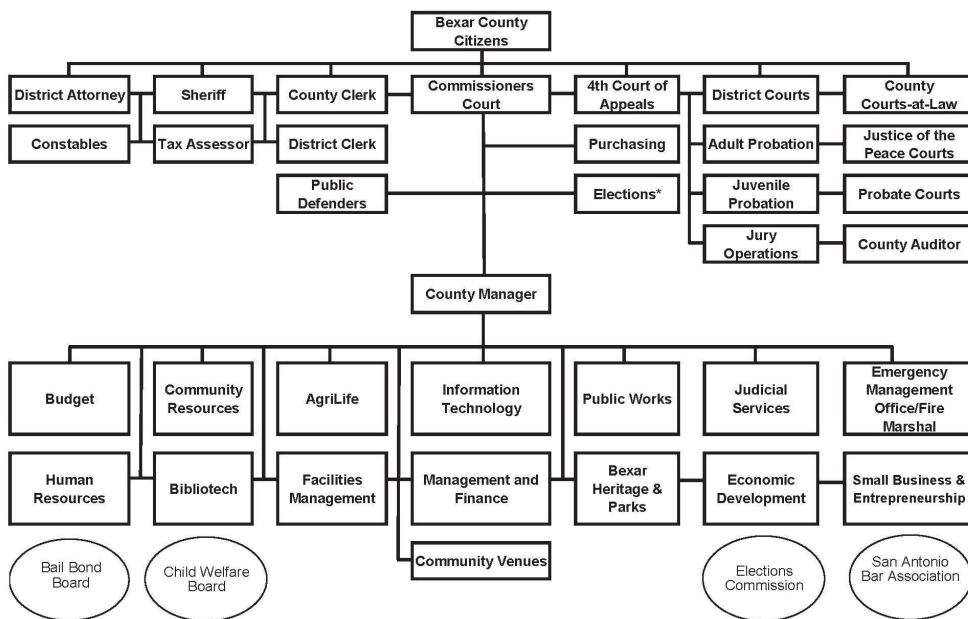 Bexar County
Citizens
District Attorney
Sheriff
County Clerk
Commissioners
Court
4th Court of
Appeals
District Courts
County
Courts-at-Law
Constables
Tax Assessor
District Clerk
Purchasing
Adult Probation
Justice of the
Peace Courts
Public
Defenders
Elections*
Juvenile
Probation
Probate Courts
Jury
Operations
County Auditor
County Manager
Budget
Community
Resources
AgriLife
Information
Technology
Public Works
Judicial
Services
Emergency
Management
Office/Fire
Marshal
Human
Resources
Bibliotech
Facilities
Management
Management and
Finance
Bexar
Heritage &
Parks
Economic
Development
Small Business &
Entrepreneurship
Bail Bond
Board
Child Welfare
Board
Community Venues
Elections
Commission
San Antonio
Bar Association